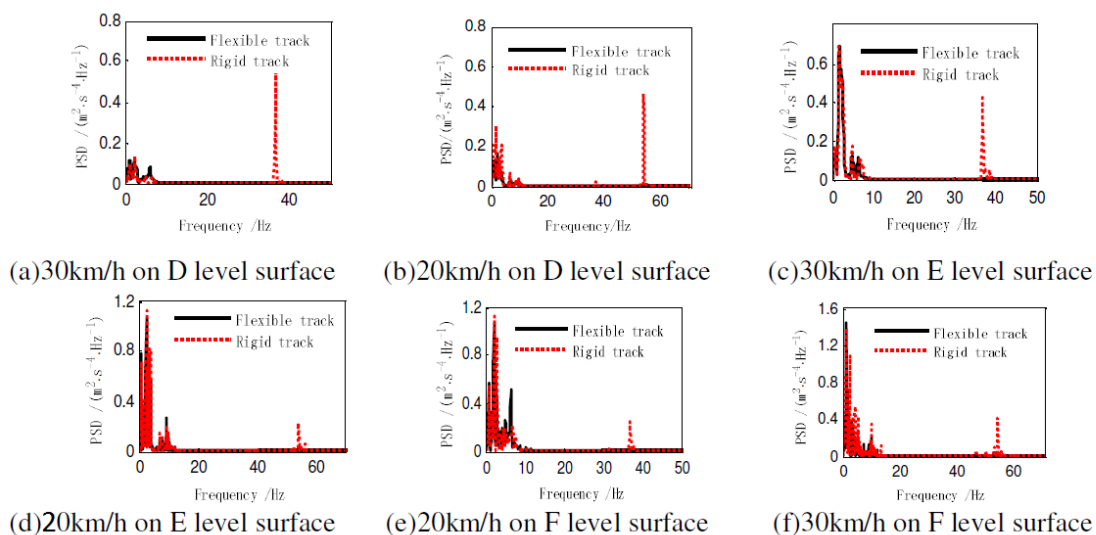 0.8
0.6
0.4
0.2
0
0
20
40
PSD /(m²·s⁻⁴·Hz⁻¹)
Flexible track
Rigid track
Frequency /Hz
(a)30km/h on D level surface
0.8
0.6
0.4
0.2
0
0
20
40
60
PSD/(m²·s⁻⁴·Hz⁻¹)
Flexible track
Rigid track
Frequency/Hz
(b)20km/h on D level surface
0.8
0.6
0.4
0.2
0
0
10
20
30
40
50
PSD /(m²·s⁻⁴·Hz⁻¹)
Flexible track
Rigid track
Frequency /Hz
(c)30km/h on E level surface
1.2
0.8
0.4
0
0
20
40
60
PSD /(m²·s⁻⁴·Hz⁻¹)
Flexible track
Rigid track
Frequency /Hz
(d)20km/h on E level surface
1.2
0.8
0.4
0
0
10
20
30
40
50
PSD /(m²·s⁻⁴·Hz⁻¹)
Flexible track
Rigid track
Frequency /Hz
(e)20km/h on F level surface
1.6
1.2
0.8
0.4
0
0
20
40
60
PSD /(m²·s⁻⁴·Hz⁻¹)
Flexible track
Rigid track
Frequency /Hz
(f)30km/h on F level surface